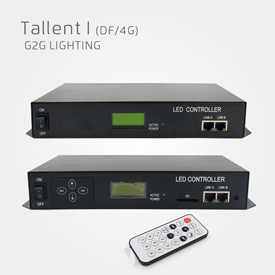 Tallent I (DF/4G)
G2G LIGHTING
LED CONTROLLER
LINK A LINK B
ON
OFF
ACTIVE
POWER
LED CONTROLLER
LINK A LINK B
ON
OFF
ACTIVE
POWER